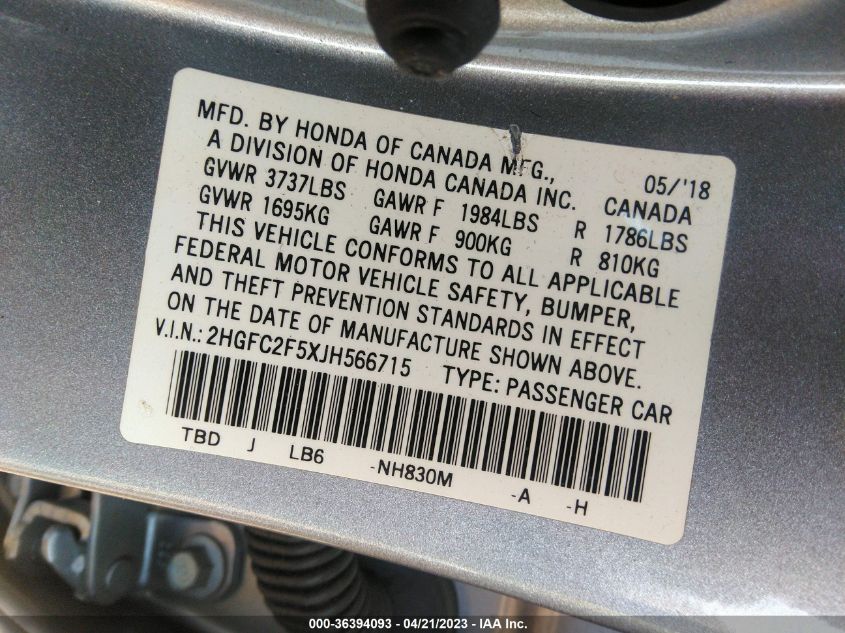 MFD. BY HONDA OF CANADA MFG.,
A DIVISION OF HONDA CANADA INC. 05/'18
GVWR 3737LBS GAWR F 1984LBS R 1786LBS CANADA
GVWR 1695KG GAWR F 900KG R 810KG
THIS VEHICLE CONFORMS TO ALL APPLICABLE
FEDERAL MOTOR VEHICLE SAFETY, BUMPER,
AND THEFT PREVENTION STANDARDS IN EFFECT
ON THE DATE OF MANUFACTURE SHOWN ABOVE.
V.I.N.: 2HGFC2F5XJH566715 TYPE: PASSENGER CAR
TBD J LB6 -NH830M -A -H
000-36394093 - 04/21/2023 - IAA Inc.